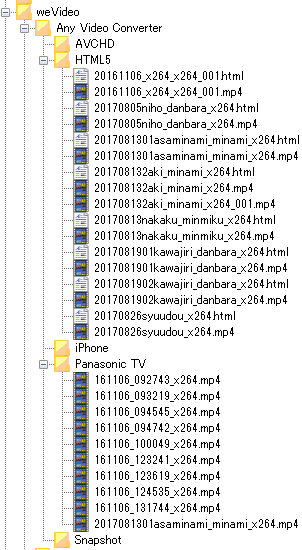 weVideo
Any Video Converter
AVCHD
HTML5
20161106_x264_x264_001.html
20161106_x264_x264_001.mp4
20170805niho_danbara_x264.html
20170805niho_danbara_x264.mp4
2017081301asaminami_minami_x264.html
2017081301asaminami_minami_x264.mp4
201708132aki_minami_x264.html
201708132aki_minami_x264.mp4
201708132aki_minami_x264_001.mp4
20170813nakaku_minmiku_x264.html
20170813nakaku_minmiku_x264.mp4
2017081901kawajiri_danbara_x264.html
2017081901kawajiri_danbara_x264.mp4
2017081902kawajiri_danbara_x264.html
2017081902kawajiri_danbara_x264.mp4
20170826syuudou_x264.html
20170826syuudou_x264.mp4
iPhone
Panasonic TV
161106_092743_x264.mp4
161106_093219_x264.mp4
161106_094545_x264.mp4
161106_094742_x264.mp4
161106_100049_x264.mp4
161106_123241_x264.mp4
161106_123619_x264.mp4
161106_124535_x264.mp4
161106_131744_x264.mp4
2017081301asaminami_minami_x264.mp4
Snapshot